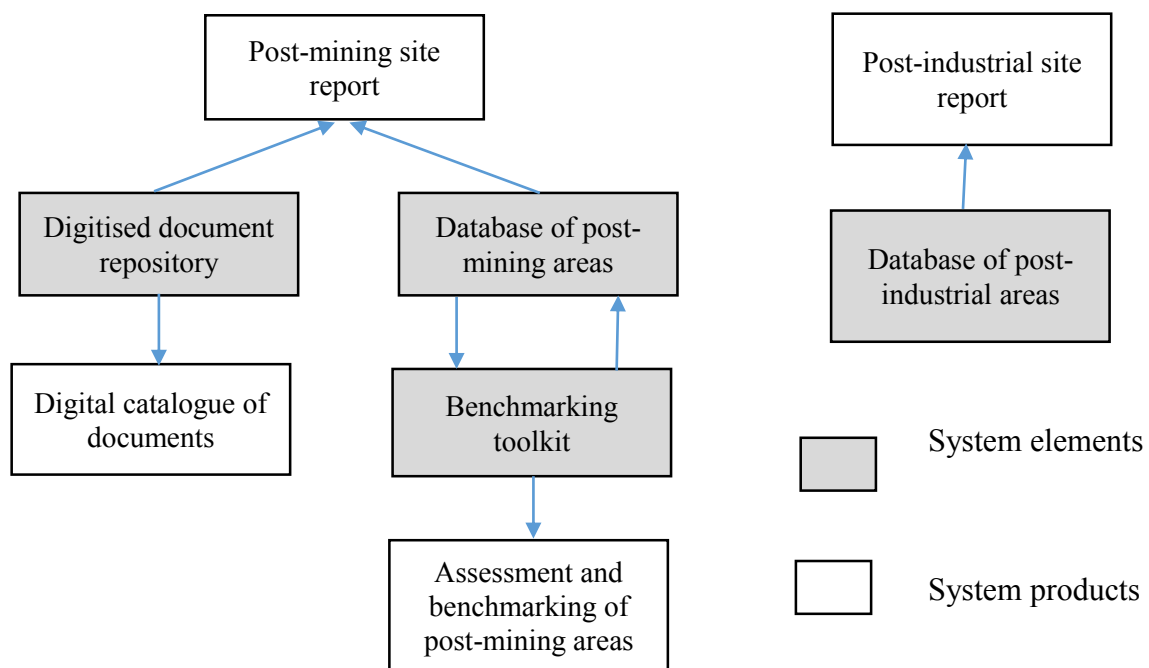 Post-mining site
report
Post-industrial site
report
Digitised document
repository
Database of post-
mining areas
Database of post-
industrial areas
Digital catalogue of
documents
Benchmarking
toolkit
System elements
Assessment and
benchmarking of
post-mining areas
System products